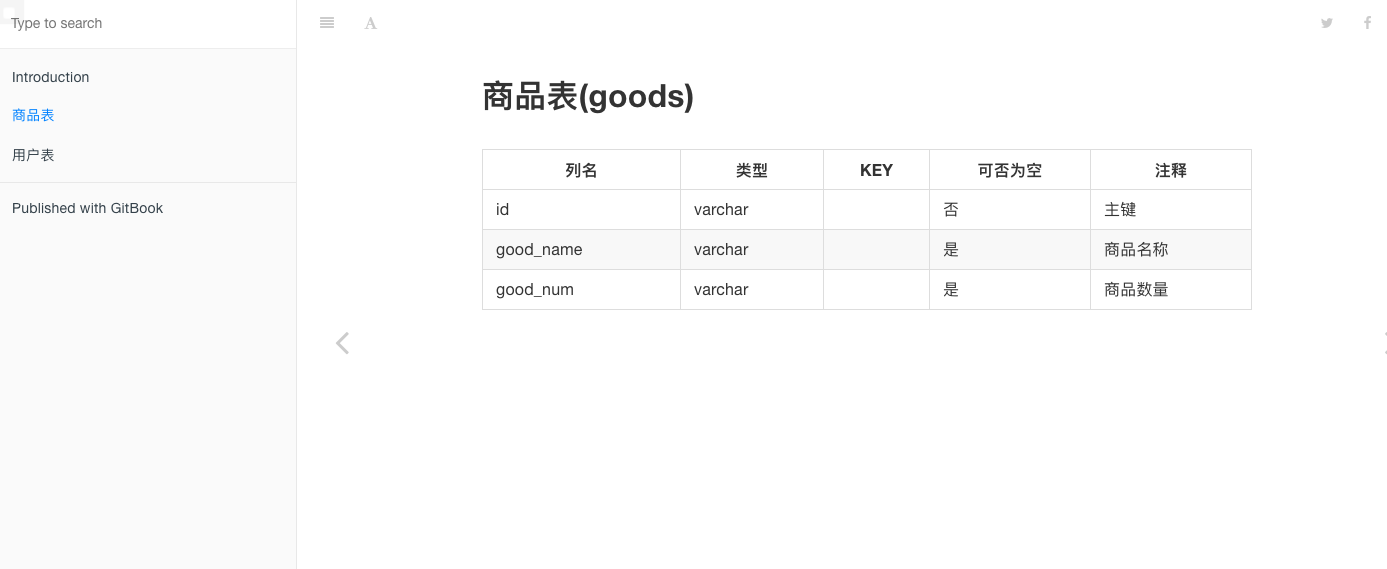 Type to search
A
Introduction
商品表
用户表
Published with GitBook
商品表(goods)
列名 类型 KEY 可否为空 注释
id varchar 否 主键
good_name varchar 是 商品名称
good_num varchar 是 商品数量